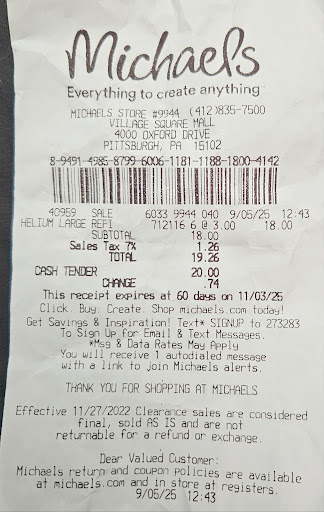 Michaels
Everything to create anything
MICHAELS STORE #9944 (412)835-7500
VILLAGE SQUARE MALL
4000 OXFORD DRIVE
PITTSBURGH, PA 15102
8-9491-4985-8799-6006-1181-1188-1800-4142
40959 SALE 6033 9944 040 9/05/25 12:43
HELIUM LARGE REFI 712116 6 @ 3.00 18.00
SUBTOTAL 18.00
Sales Tax 7% 1.26
TOTAL 19.26
CASH TENDER 20.00
CHANGE .74
This receipt expires at 60 days on 11/03/25
Click. Buy. Create. Shop michaels.com today!
Get Savings & Inspiration! Text* SIGNUP to 273283
To Sign up for Email & Text Messages.
*Msg & Data Rates May Apply
You will receive 1 autodialed message
with a link to join Michaels alerts.
THANK YOU FOR SHOPPING AT MICHAELS
Effective 11/27/2022 Clearance sales are considered
final, sold AS IS and are not
returnable for a refund or exchange.
Dear Valued Customer:
Michaels return and coupon policies are available
at michaels.com and in store at registers.
9/05/25 12:43